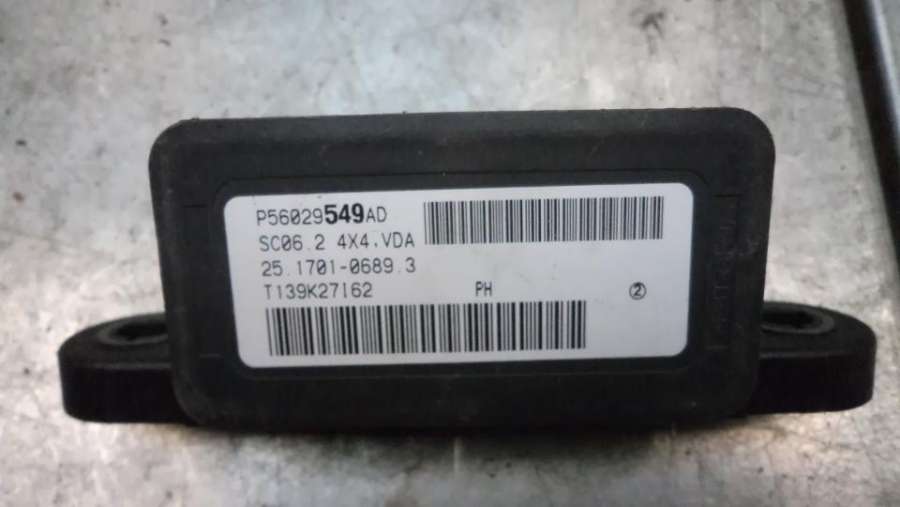 P56029549AD
SC06.2 4X4,VDA
25.1701-0689.3
T139K27162 PH ②